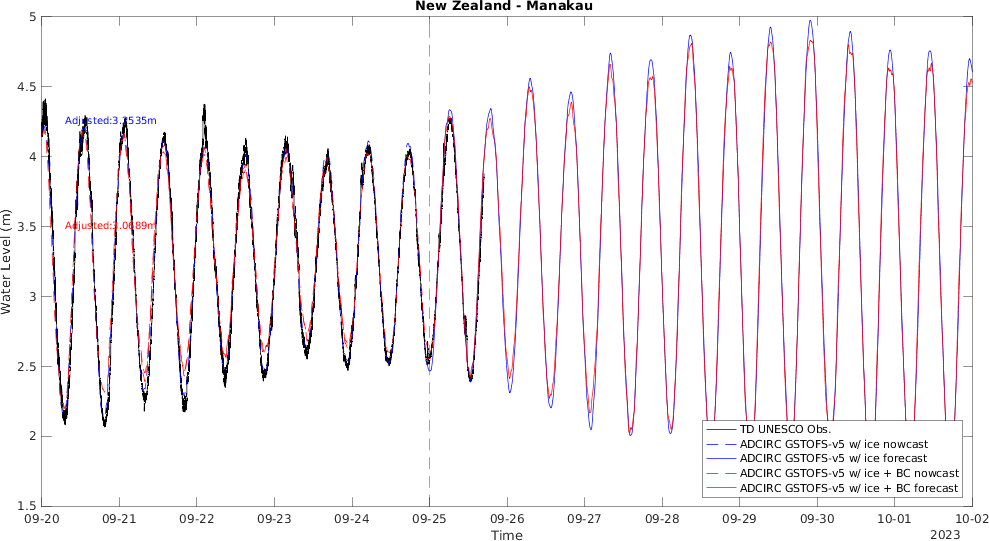 New Zealand - Manakau
Water Level (m)
5
4.5
4
3.5
3
2.5
2
1.5
Adjusted:3.0689m
TD UNESCO Obs.
ADCIRC GSTOFS-v5 w/ ice nowcast
ADCIRC GSTOFS-v5 w/ ice forecast
ADCIRC GSTOFS-v5 w/ ice + BC nowcast
ADCIRC GSTOFS-v5 w/ ice + BC forecast
09-20 09-21 09-22 09-23 09-24 09-25 09-26 09-27 09-28 09-29 09-30 10-01 10-02
Time
2023